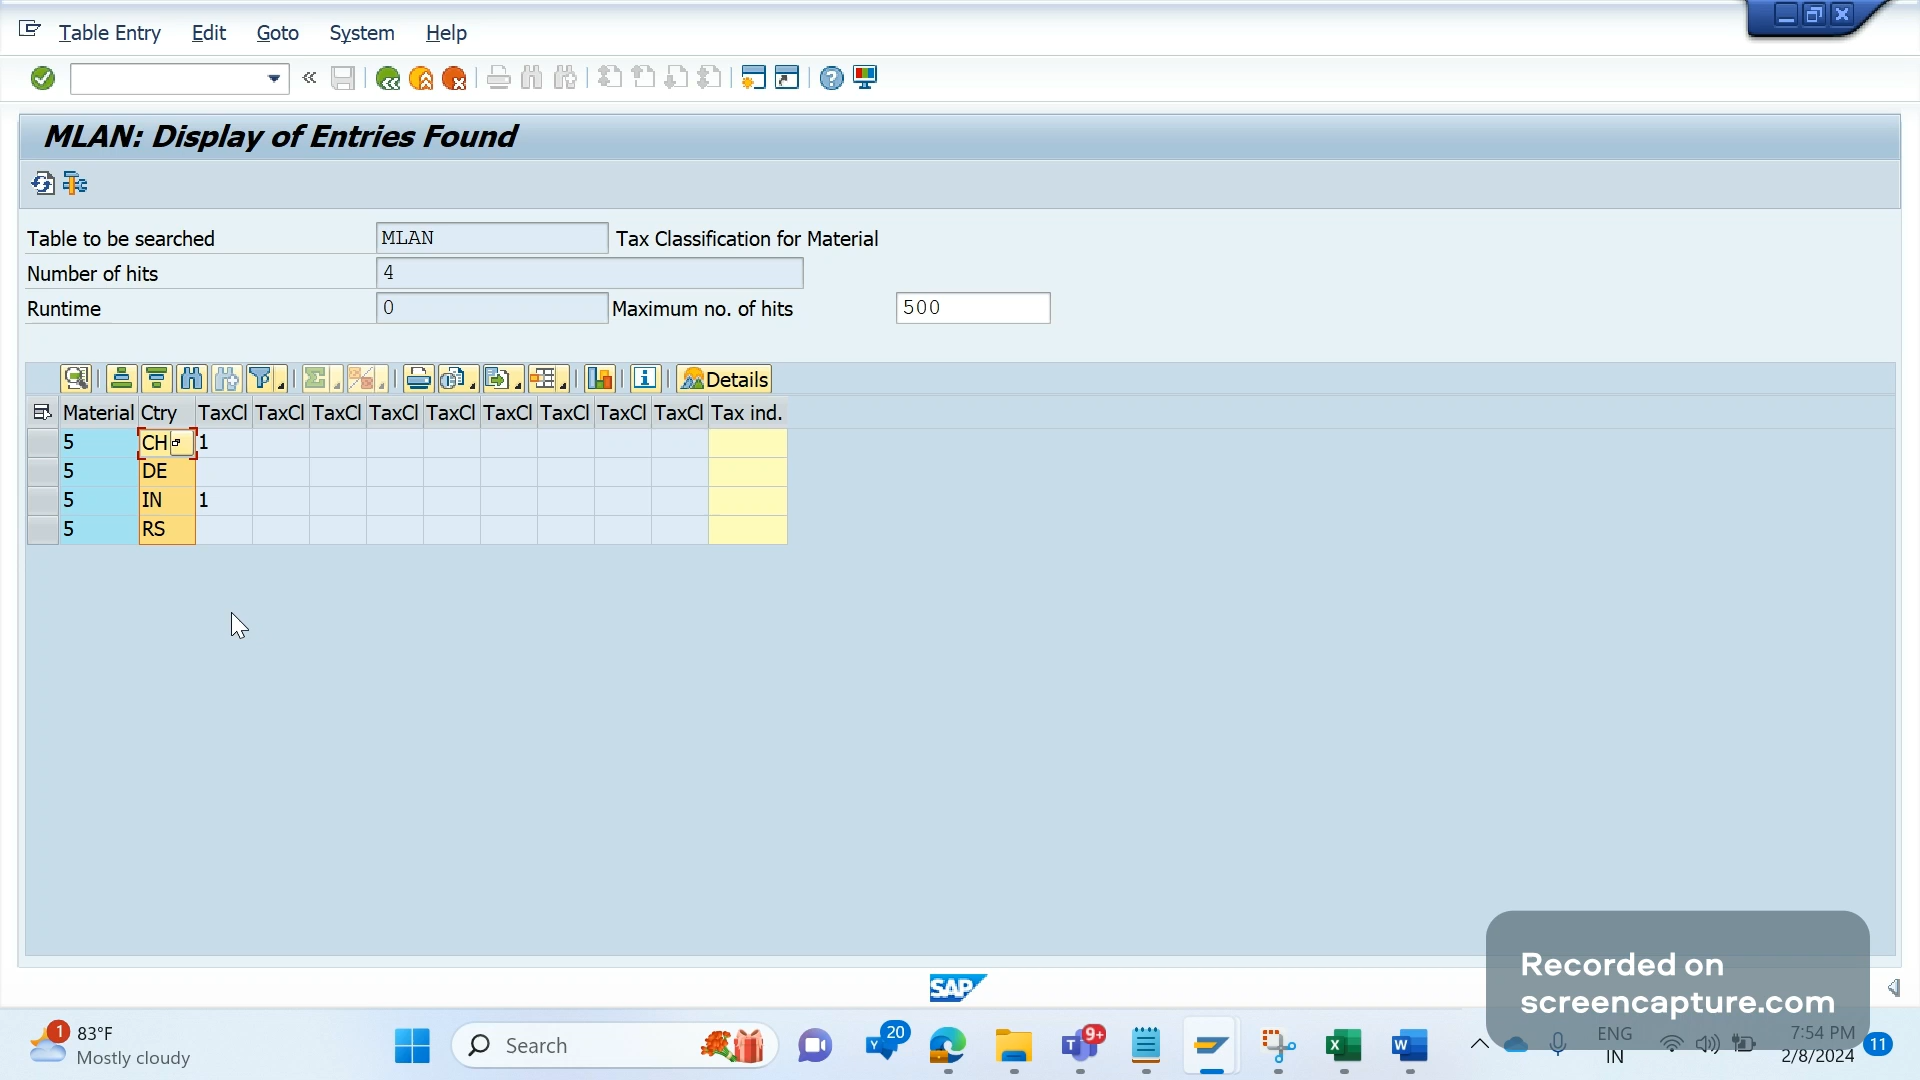 Table Entry Edit Goto System Help
MLAN: Display of Entries Found
Table to be searched MLAN Tax Classification for Material
Number of hits 4
Runtime 0 Maximum no. of hits 500
Details
Material Ctry TaxCl TaxCl TaxCl TaxCl TaxCl TaxCl TaxCl TaxCl TaxCl Tax ind.
5 CH 1
5 DE
5 IN 1
5 RS
SAP
Recorded on
screencapture.com
1 83°F
Mostly cloudy
Search
20
9+
ENG
IN
7:54 PM
2/8/2024
11